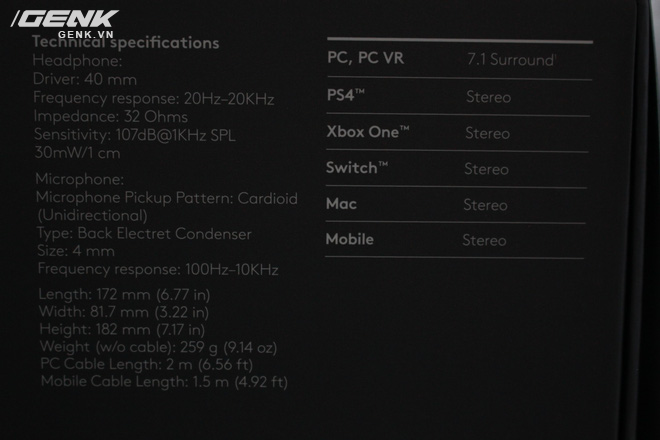 GENK
GENK.VN
Technical specifications
Headphone:
Driver: 40 mm
Frequency response: 20Hz–20KHz
Impedance: 32 Ohms
Sensitivity: 107dB@1KHz SPL
30mW/1 cm
Microphone:
Microphone Pickup Pattern: Cardioid
(Unidirectional)
Type: Back Electret Condenser
Size: 4 mm
Frequency response: 100Hz–10KHz
Length: 172 mm (6.77 in)
Width: 81.7 mm (3.22 in)
Height: 182 mm (7.17 in)
Weight (w/o cable): 259 g (9.14 oz)
PC Cable Length: 2 m (6.56 ft)
Mobile Cable Length: 1.5 m (4.92 ft)
PC, PC VR 7.1 Surround
PS4™ Stereo
Xbox One™ Stereo
Switch™ Stereo
Mac Stereo
Mobile Stereo